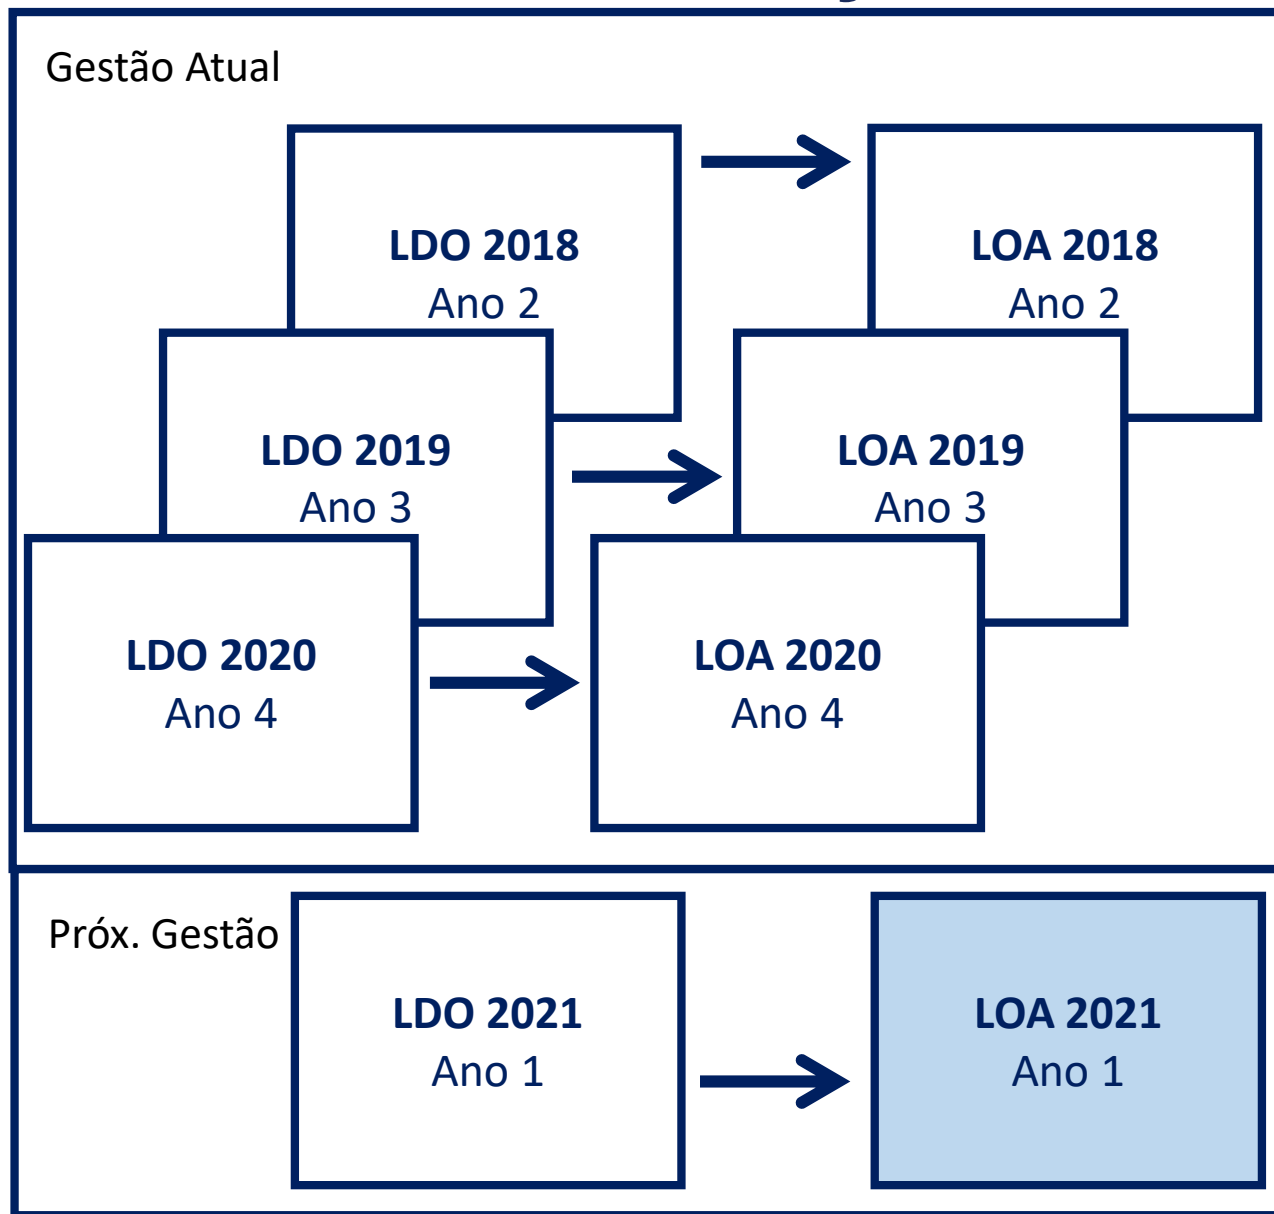 Gestão Atual
LDO 2018
Ano 2
LOA 2018
Ano 2
LDO 2019
Ano 3
LOA 2019
Ano 3
LDO 2020
Ano 4
LOA 2020
Ano 4
Próx. Gestão
LDO 2021
Ano 1
LOA 2021
Ano 1